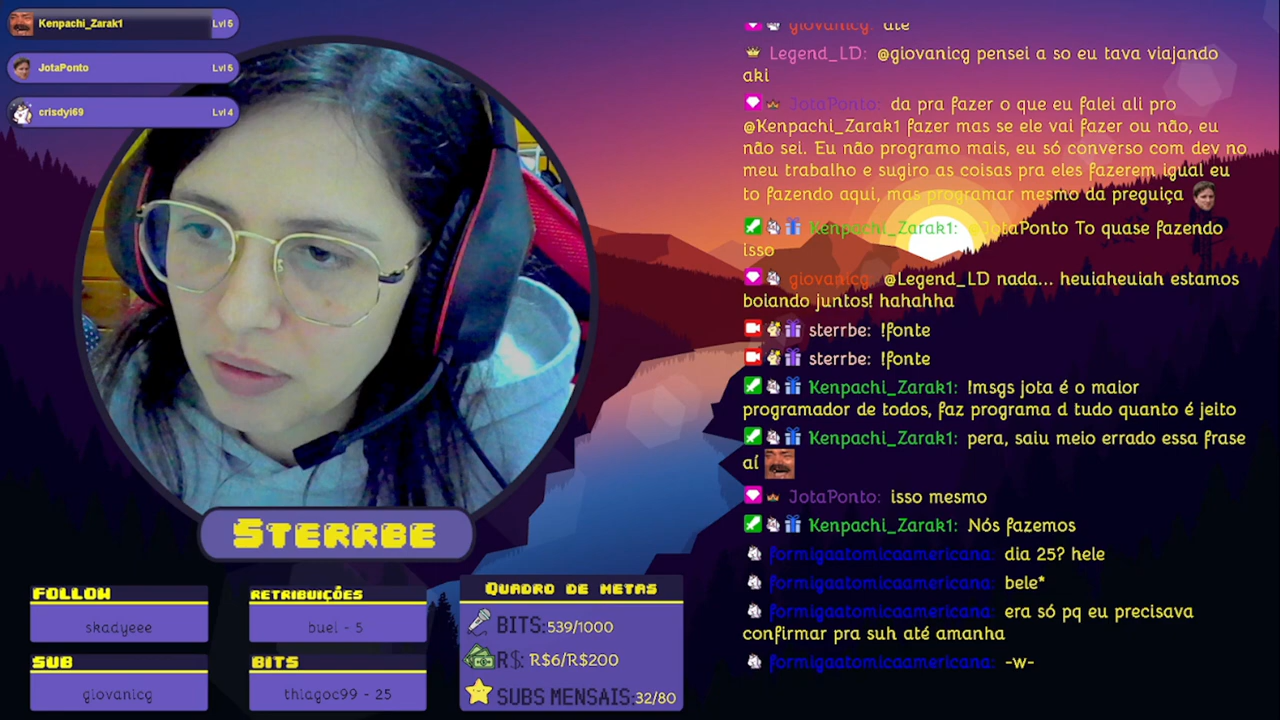 Kenpachi_Zarak1 Lvl 5
JotaPonto Lvl 5
crisdyi69 Lvl 4
STERRBE
FOLLOW
skadyeee
RETRIBUIÇÕES
buel - 5
SUB
giovanicg
BITS
thiagoc99 - 25
QUADRO DE METAS
BITS:539/1000
R$: R$6/R$200
SUBS MENSAIS:32/80
giovanicg: até
Legend_LD: @giovanicg pensei a so eu tava viajando
aki
JotaPonto: da pra fazer o que eu falei ali pro
@Kenpachi_Zarak1 fazer mas se ele vai fazer ou não, eu
não sei. Eu não programo mais, eu só converso com dev no
meu trabalho e sugiro as coisas pra eles fazerem igual eu
to fazendo aqui, mas programar mesmo da preguiça
Kenpachi_Zarak1: @JotaPonto To quase fazendo
isso
giovanicg: @Legend_LD nada... heuiaheuiah estamos
boiando juntos! hahahha
sterrbe: !fonte
sterrbe: !fonte
Kenpachi_Zarak1: !msgs jota é o maior
programador de todos, faz programa d tudo quanto é jeito
Kenpachi_Zarak1: pera, saiu meio errado essa frase
aí
JotaPonto: isso mesmo
Kenpachi_Zarak1: Nós fazemos
formigaatomicaamericana: dia 25? hele
formigaatomicaamericana: bele*
formigaatomicaamericana: era só pq eu precisava
confirmar pra suh até amanha
formigaatomicaamericana: -w-